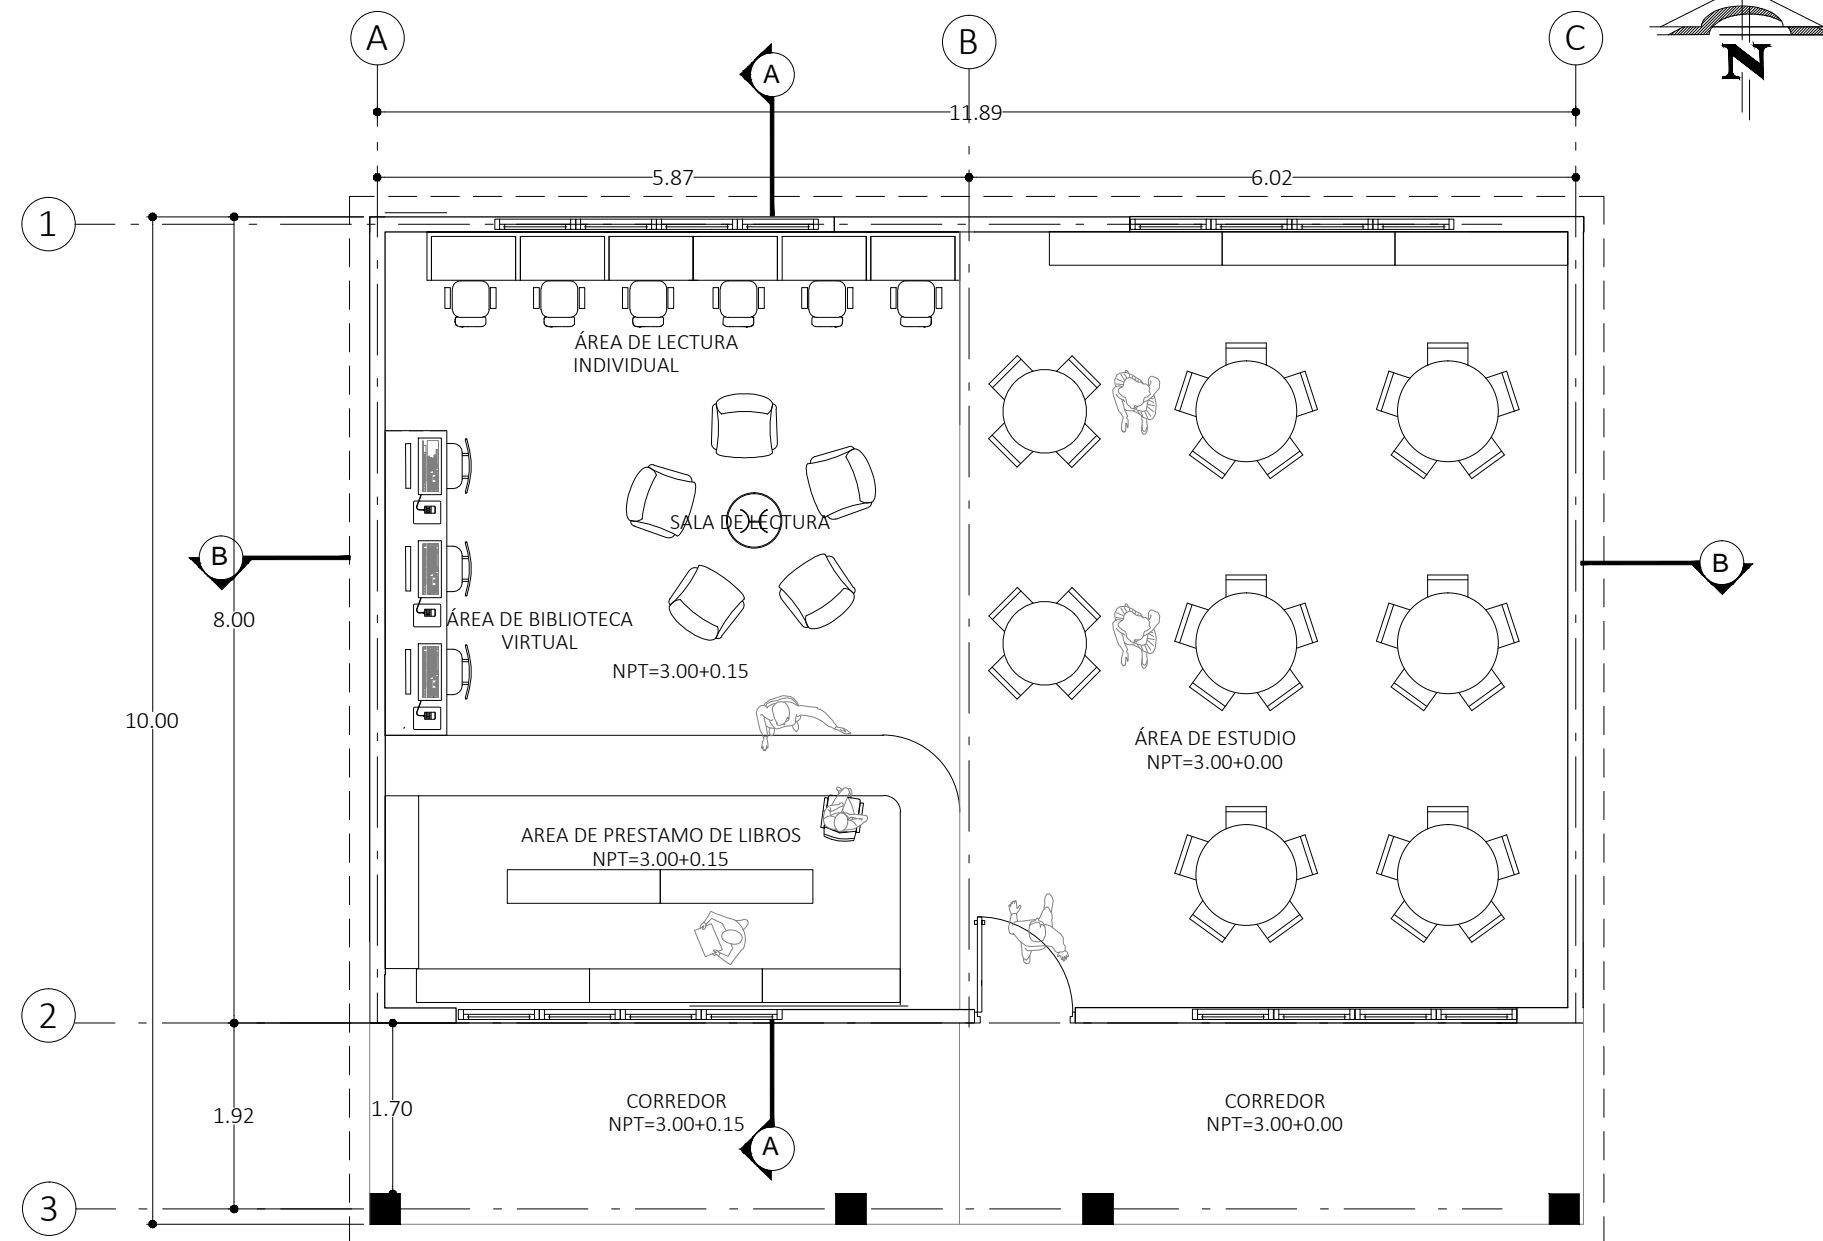 A
B
C
N
A
11.89
5.87
6.02
1
ÁREA DE LECTURA
INDIVIDUAL
SALA DE LECTURA
B
B
8.00
ÁREA DE BIBLIOTECA
VIRTUAL
NPT=3.00+0.15
10.00
ÁREA DE ESTUDIO
NPT=3.00+0.00
AREA DE PRESTAMO DE LIBROS
NPT=3.00+0.15
2
1.92
1.70
CORREDOR
NPT=3.00+0.15
CORREDOR
NPT=3.00+0.00
A
3